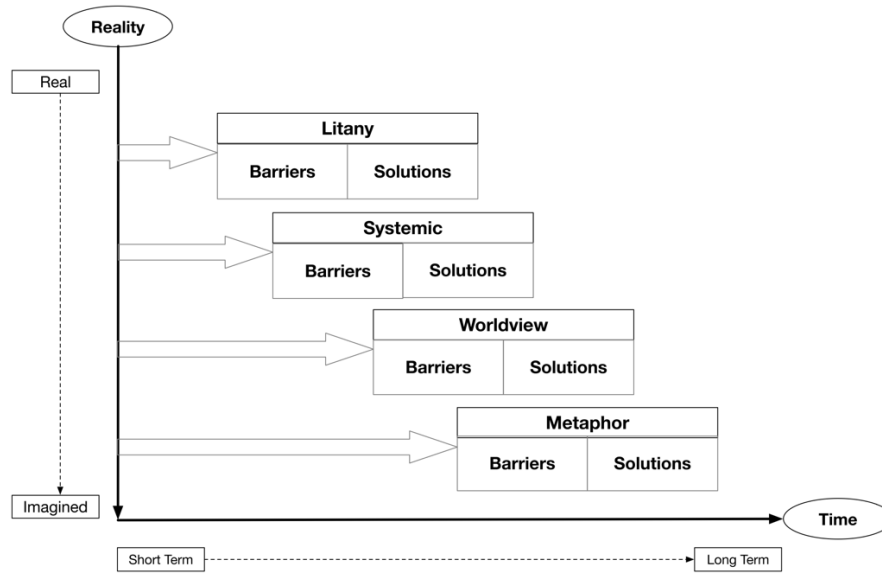 Reality
Real
Litany
Barriers Solutions
Systemic
Barriers Solutions
Worldview
Barriers Solutions
Metaphor
Barriers Solutions
Imagined
Time
Short Term Long Term